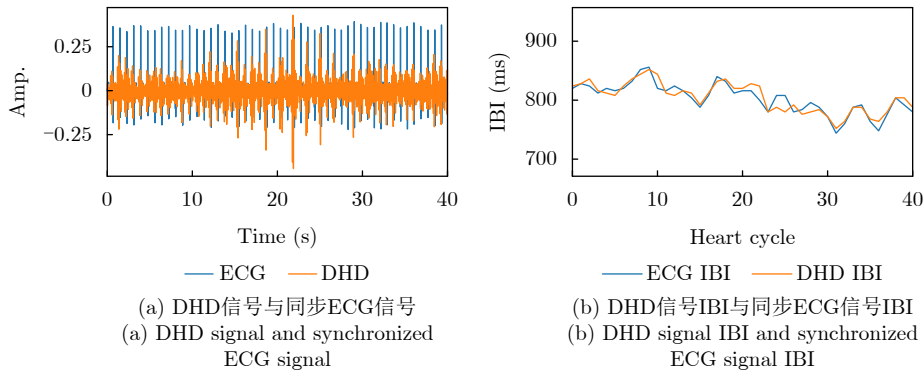 0.25
0
−0.25
Amp.
0 10 20 30 40
Time (s)
ECG DHD
(a) DHD信号与同步ECG信号
(a) DHD signal and synchronized
ECG signal
900
800
700
IBI (ms)
0 10 20 30 40
Heart cycle
ECG IBI DHD IBI
(b) DHD信号IBI与同步ECG信号IBI
(b) DHD signal IBI and synchronized
ECG signal IBI